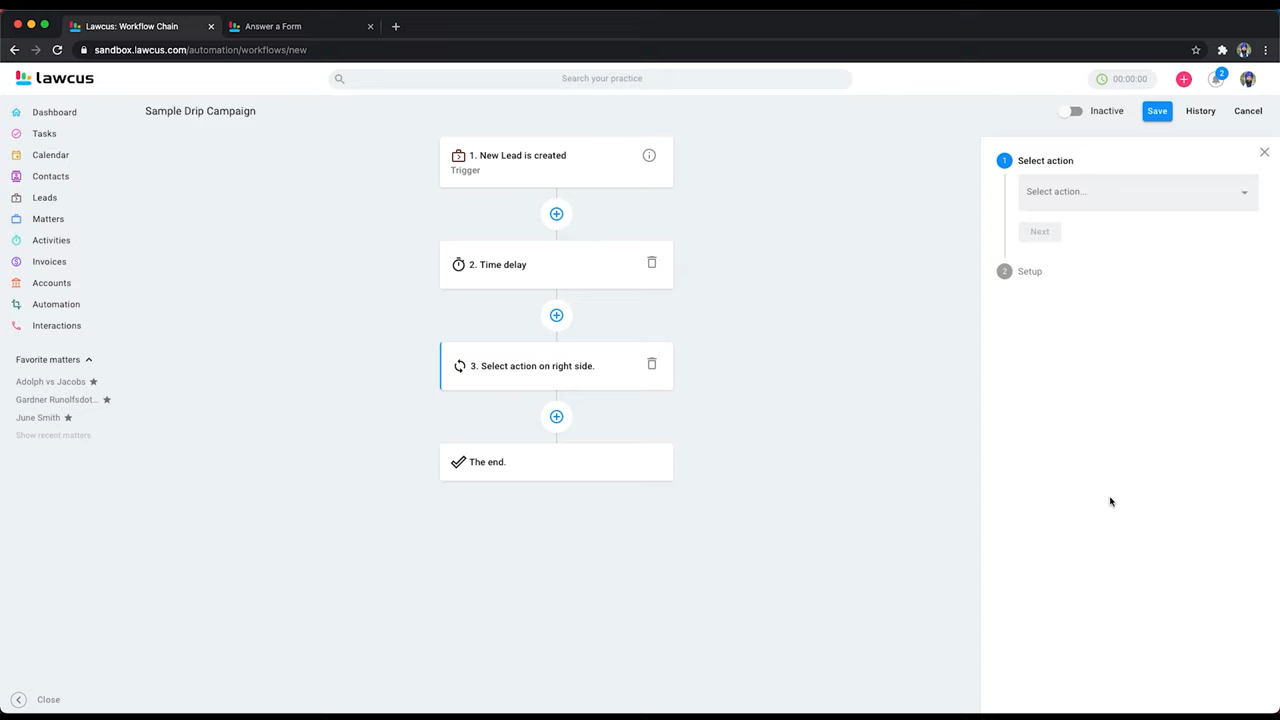 Lawcus: Workflow Chain
Answer a Form
sandbox.lawcus.com/automation/workflows/new
lawcus
Search your practice
00:00:00
2
Dashboard
Tasks
Calendar
Contacts
Leads
Matters
Activities
Invoices
Accounts
Automation
Interactions
Favorite matters
Adolph vs Jacobs
Gardner Runolfsdot...
June Smith
Show recent matters
Close
Sample Drip Campaign
Inactive
Save
History
Cancel
1. New Lead is created
Trigger
2. Time delay
3. Select action on right side.
The end.
1 Select action
Select action...
Next
2 Setup